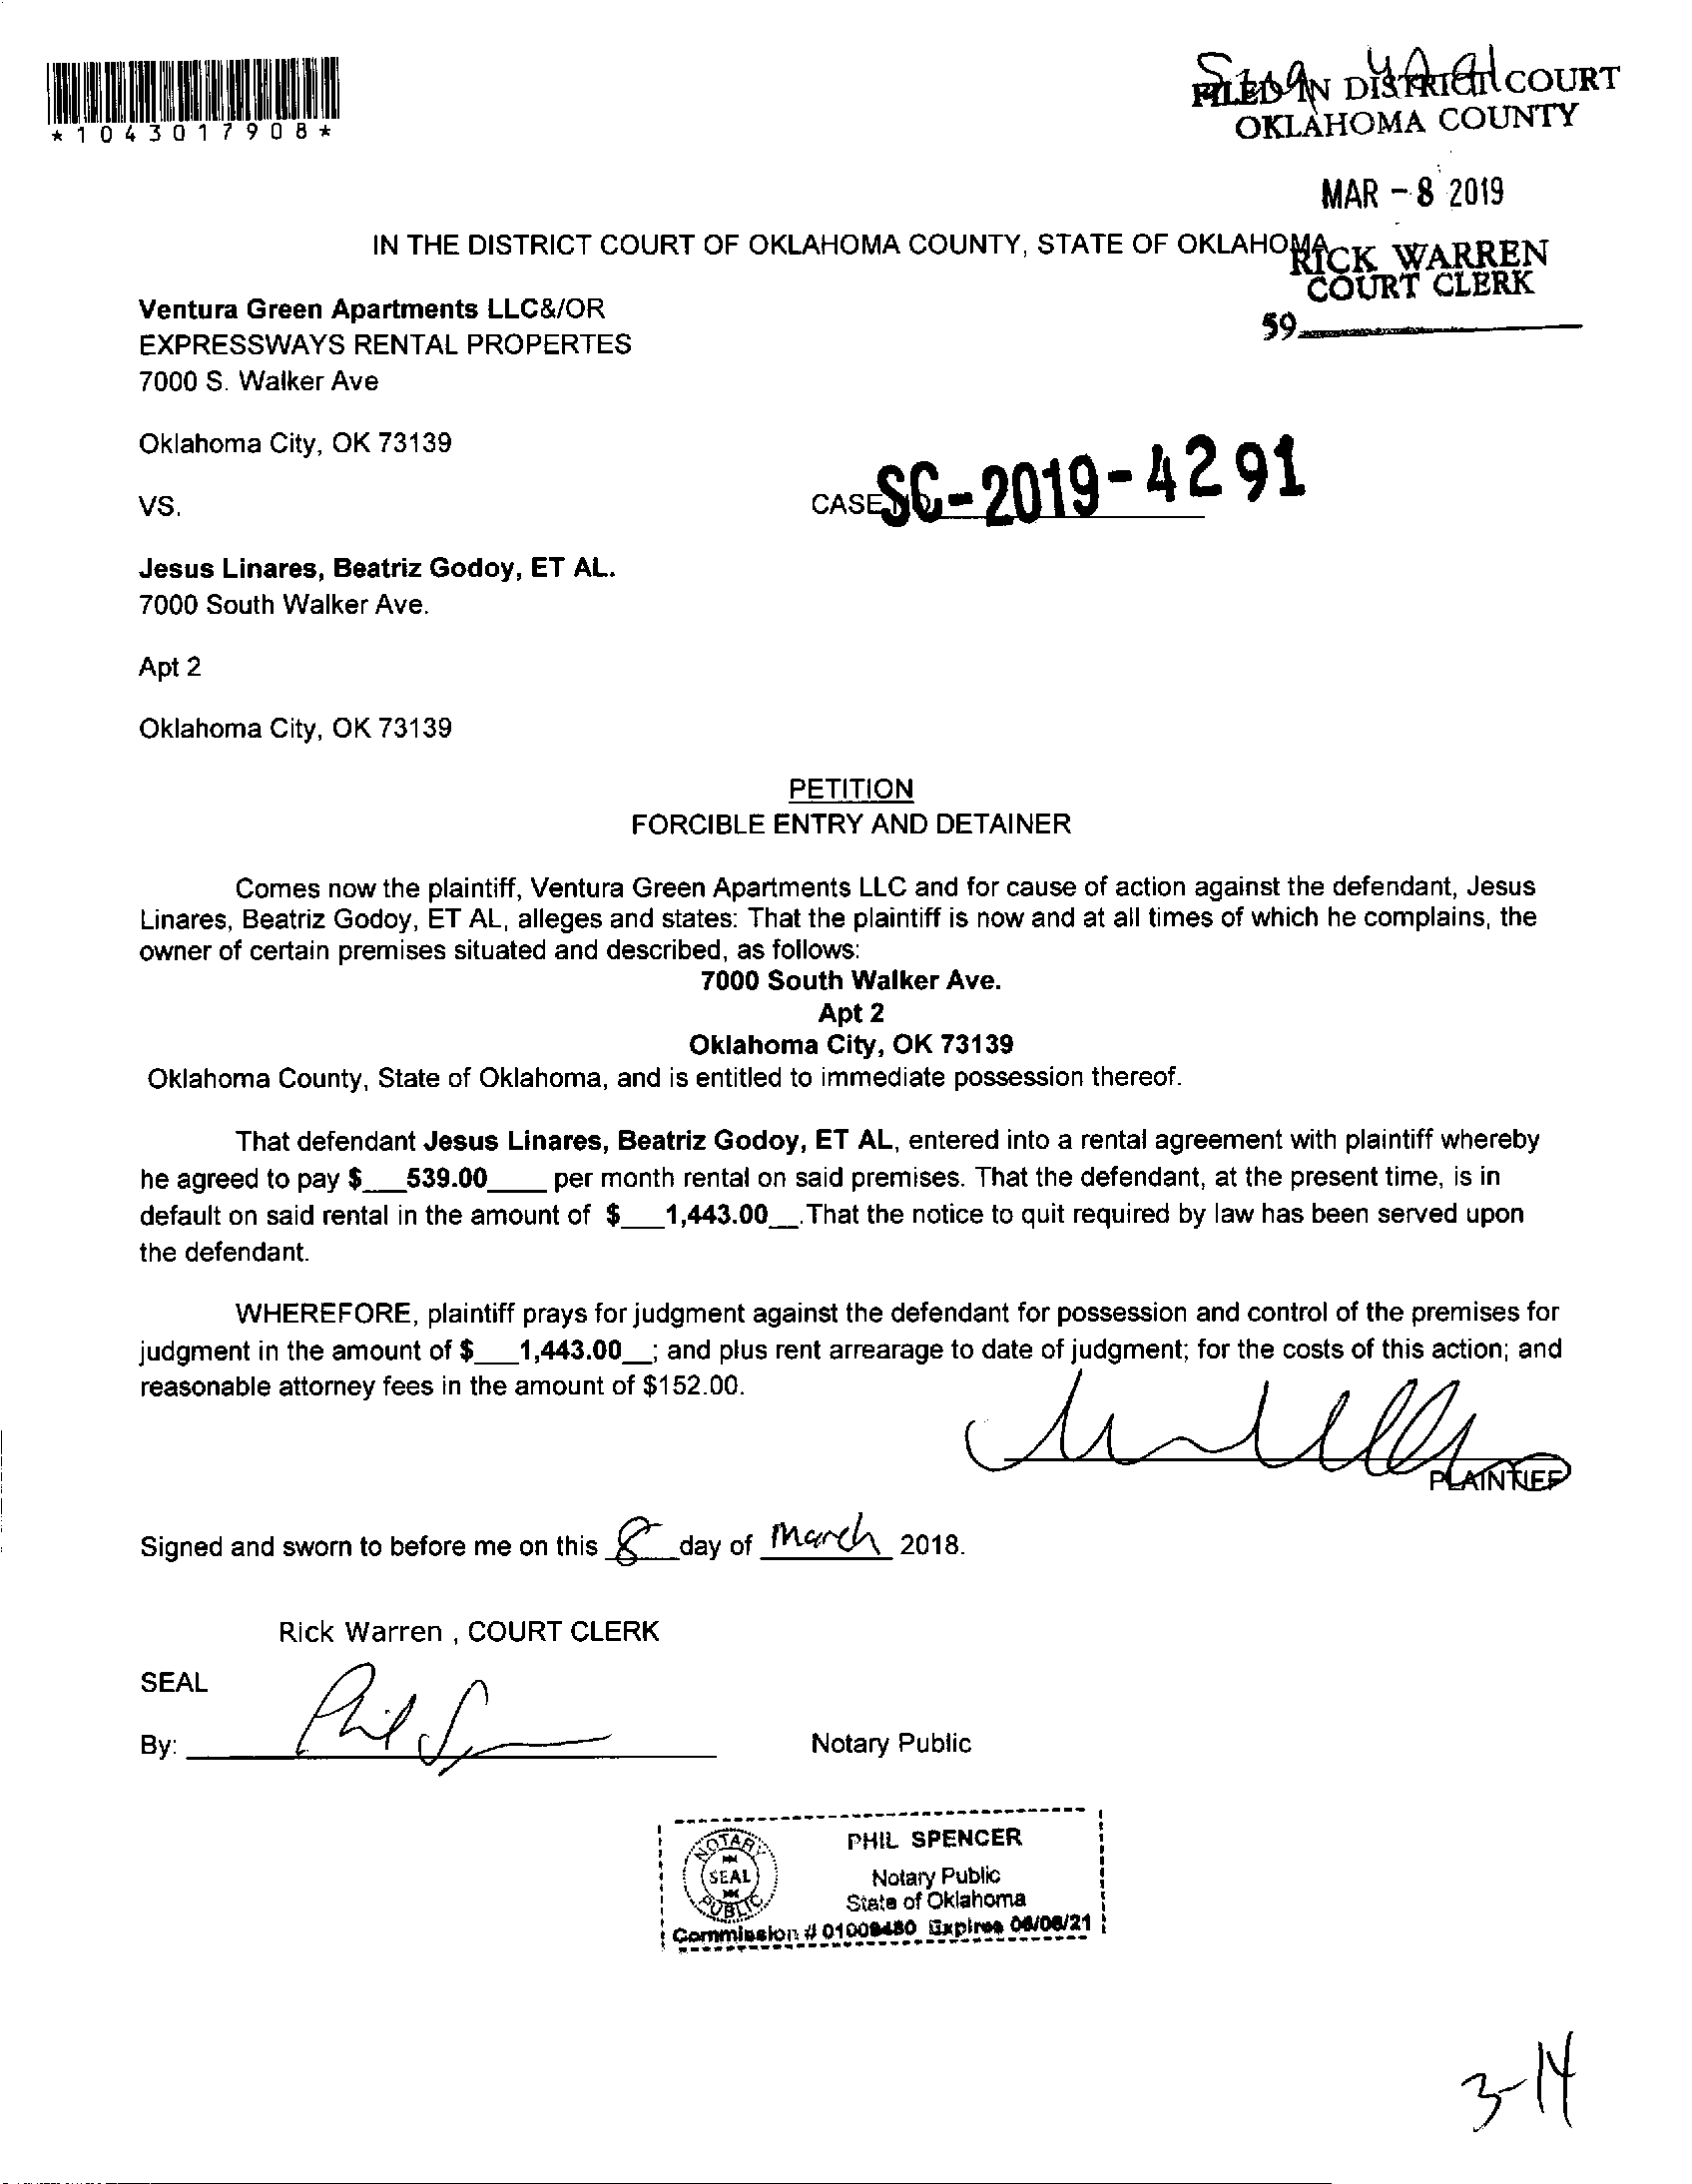 *1043017908*
FILED IN DISTRICT COURT
OKLAHOMA COUNTY
MAR - 8 2019
IN THE DISTRICT COURT OF OKLAHOMA COUNTY, STATE OF OKLAHOMA
RICK WARREN
COURT CLERK
59
Ventura Green Apartments LLC&/OR
EXPRESSWAYS RENTAL PROPERTES
7000 S. Walker Ave
Oklahoma City, OK 73139
VS.
CASE SC-2019-4291
Jesus Linares, Beatriz Godoy, ET AL.
7000 South Walker Ave.
Apt 2
Oklahoma City, OK 73139
PETITION
FORCIBLE ENTRY AND DETAINER
Comes now the plaintiff, Ventura Green Apartments LLC and for cause of action against the defendant, Jesus
Linares, Beatriz Godoy, ET AL, alleges and states: That the plaintiff is now and at all times of which he complains, the
owner of certain premises situated and described, as follows:
7000 South Walker Ave.
Apt 2
Oklahoma City, OK 73139
Oklahoma County, State of Oklahoma, and is entitled to immediate possession thereof.
That defendant Jesus Linares, Beatriz Godoy, ET AL, entered into a rental agreement with plaintiff whereby
he agreed to pay $___539.00____ per month rental on said premises. That the defendant, at the present time, is in
default on said rental in the amount of $___1,443.00__.That the notice to quit required by law has been served upon
the defendant.
WHEREFORE, plaintiff prays for judgment against the defendant for possession and control of the premises for
judgment in the amount of $___1,443.00__; and plus rent arrearage to date of judgment; for the costs of this action; and
reasonable attorney fees in the amount of $152.00.
PLAINTIFF
Signed and sworn to before me on this 8 day of March 2018.
Rick Warren , COURT CLERK
SEAL
By: Phil S Notary Public
NOTARY SEAL PUBLIC
PHIL SPENCER
Notary Public
State of Oklahoma
Commission # 01009480 Expires 06/06/21
3-14